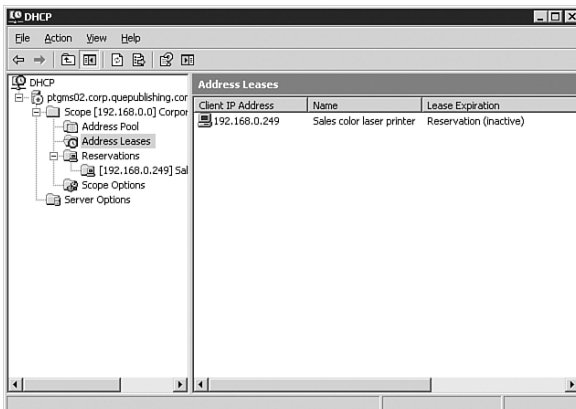 DHCP
File Action View Help
DHCP
ptgms02.corp.quepublishing.cor
Scope [192.168.0.0] Corpor
Address Pool
Address Leases
Reservations
[192.168.0.249] Sal
Scope Options
Server Options
Address Leases
Client IP Address Name Lease Expiration
192.168.0.249 Sales color laser printer Reservation (inactive)